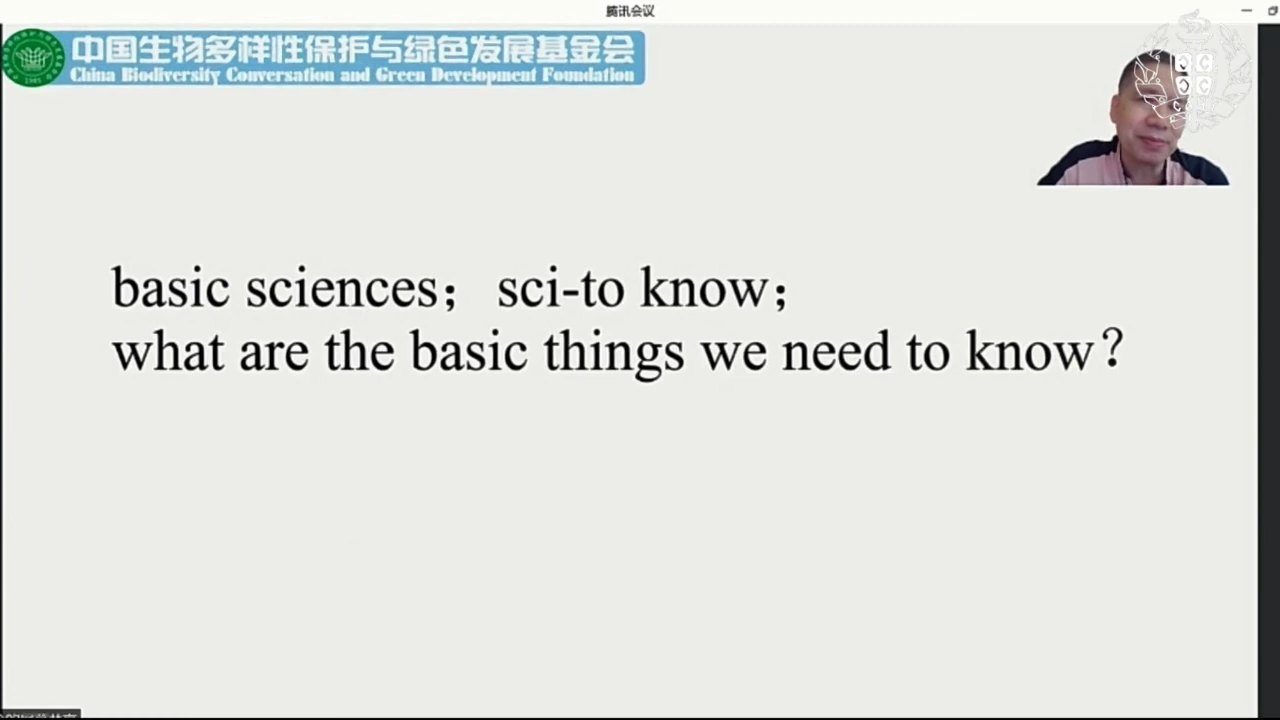 腾讯会议
中国生物多样性保护与绿色发展基金会
China Biodiversity Conversation and Green Development Foundation
1985
basic sciences； sci-to know；
what are the basic things we need to know？